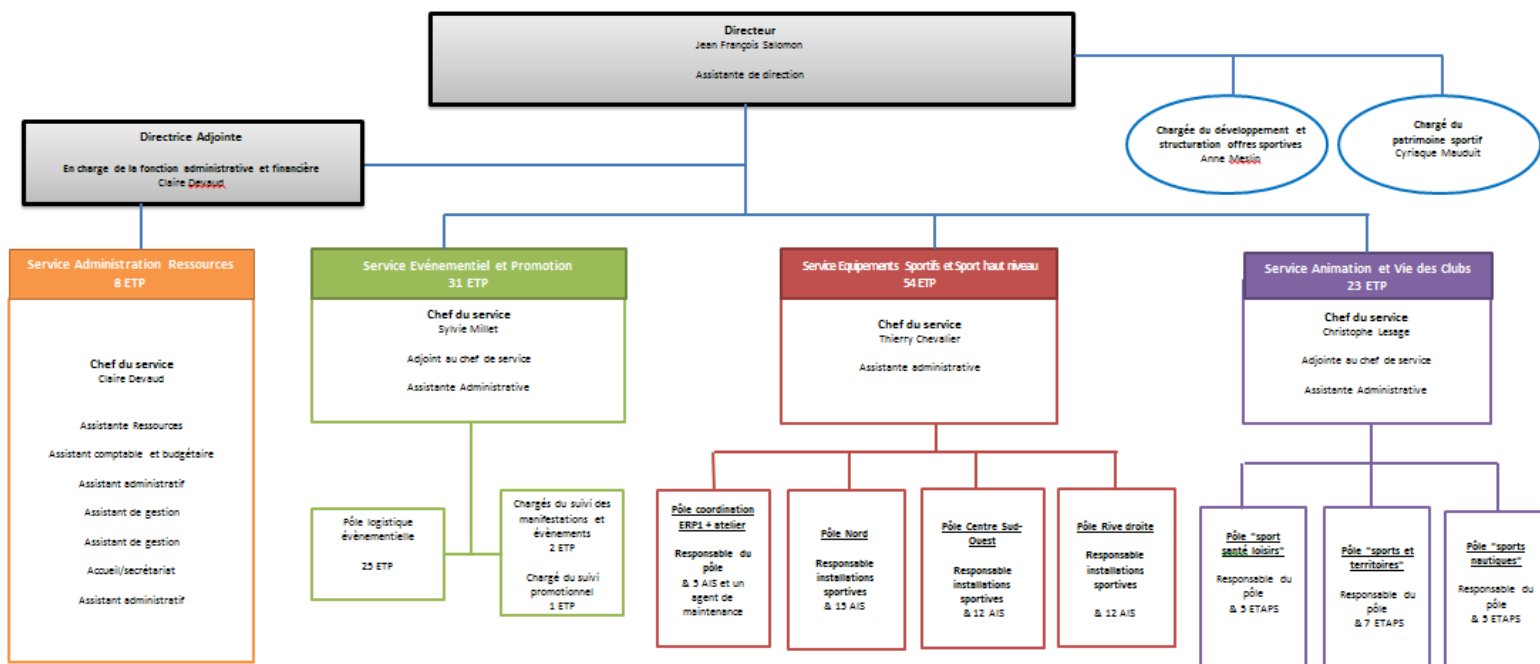 Directeur
Jean François Salomon
Assistante de direction
Directrice Adjointe
En charge de la fonction administrative et financière
Claire Devaud
Chargée du développement et
structuration offres sportives
Anne Meslin
Chargé du
patrimoine sportif
Cyriaque Mauduit
Service Administration Ressources
8 ETP
Chef du service
Claire Devaud
Assistante Ressources
Assistant comptable et budgétaire
Assistant administratif
Assistant de gestion
Assistant de gestion
Accueil/secrétariat
Assistant administratif
Service Evénementiel et Promotion
31 ETP
Chef du service
Sylvie Millet
Adjoint au chef de service
Assistante Administrative
Pôle logistique
évènementielle
25 ETP
Chargés du suivi des
manifestations et
évènements
2 ETP
Chargé du suivi
promotionnel
1 ETP
Service Equipements Sportifs et Sport haut niveau
54 ETP
Chef du service
Thierry Chevalier
Assistante administrative
Pôle coordination
ERP1 + atelier
Responsable du
pôle
& 5 AIS et un
agent de
maintenance
Pôle Nord
Responsable
installations
sportives
& 15 AIS
Pôle Centre Sud-
Ouest
Responsable
installations
sportives
& 12 AIS
Pôle Rive droite
Responsable
installations
sportives
& 12 AIS
Service Animation et Vie des Clubs
23 ETP
Chef du service
Christophe Lesage
Adjointe au chef de service
Assistante Administrative
Pôle "sport
santé loisirs"
Responsable du
pôle
& 5 ETAPS
Pôle "sports et
territoires"
Responsable du
pôle
& 7 ETAPS
Pôle "sports
nautiques"
Responsable du
pôle
& 5 ETAPS